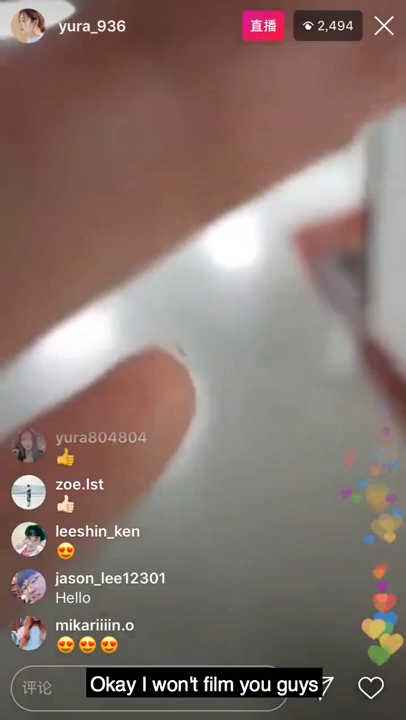 yura_936
直播
2,494
yura804804
zoe.lst
leeshin_ken
jason_lee12301
Hello
mikariiiin.o
评论
Okay I won't film you guys